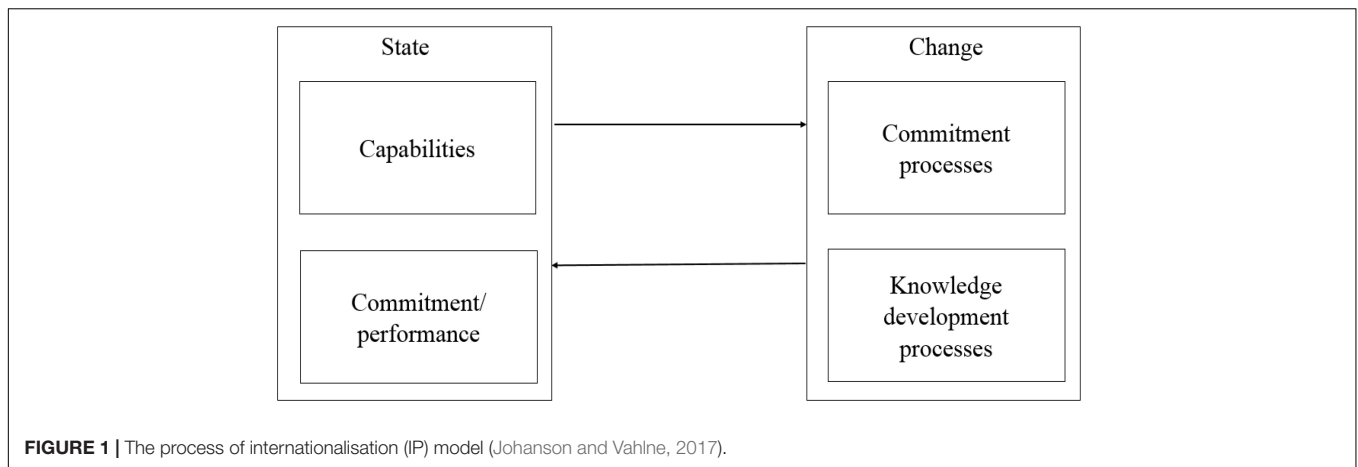 State
Capabilities
Commitment/
performance
Change
Commitment
processes
Knowledge
development
processes
FIGURE 1 | The process of internationalisation (IP) model (Johanson and Vahlne, 2017).